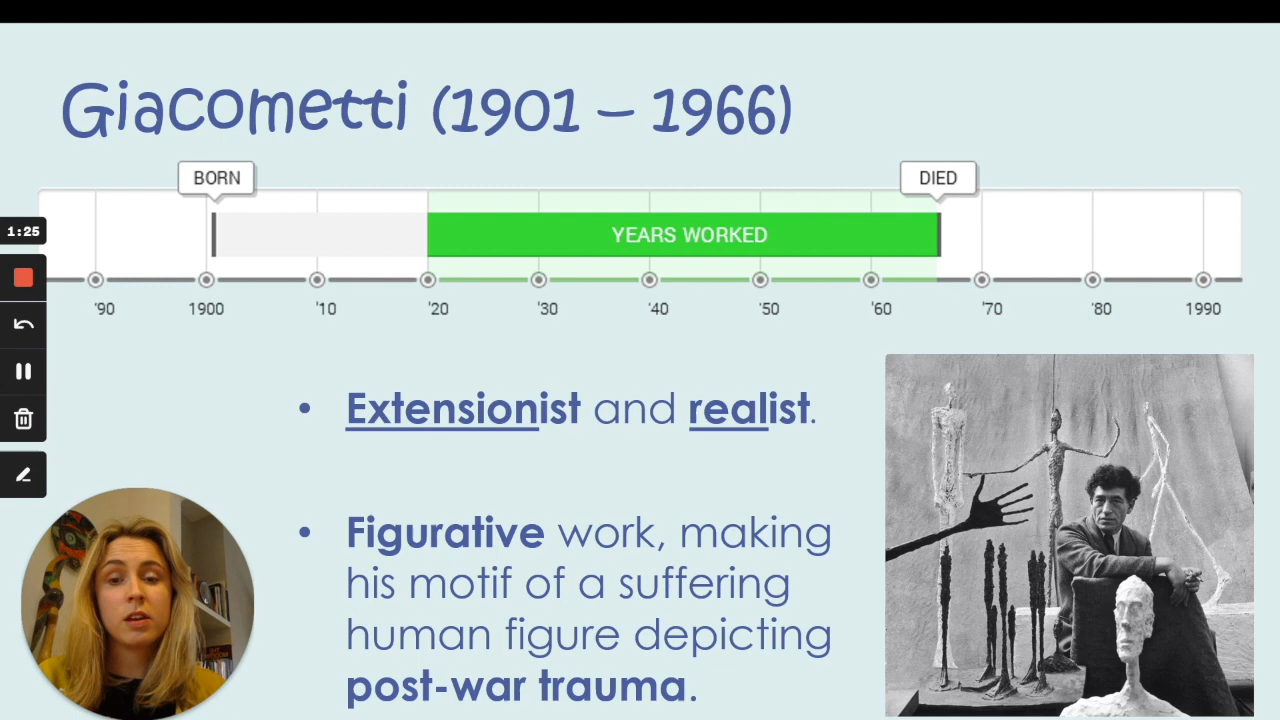 Giacometti (1901 – 1966)
BORN
DIED
YEARS WORKED
'90 1900 '10 '20 '30 '40 '50 '60 '70 '80 1990
1:25
• Extensionist and realist.
• Figurative work, making
his motif of a suffering
human figure depicting
post-war trauma.